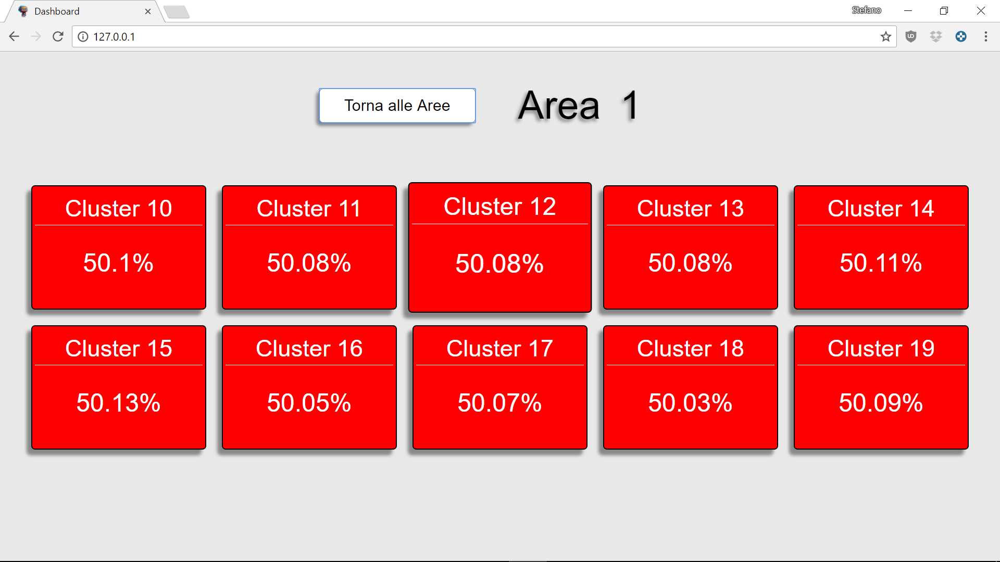 Dashboard
Stefano
127.0.0.1
Torna alle Aree
Area 1
Cluster 10
50.1%
Cluster 11
50.08%
Cluster 12
50.08%
Cluster 13
50.08%
Cluster 14
50.11%
Cluster 15
50.13%
Cluster 16
50.05%
Cluster 17
50.07%
Cluster 18
50.03%
Cluster 19
50.09%